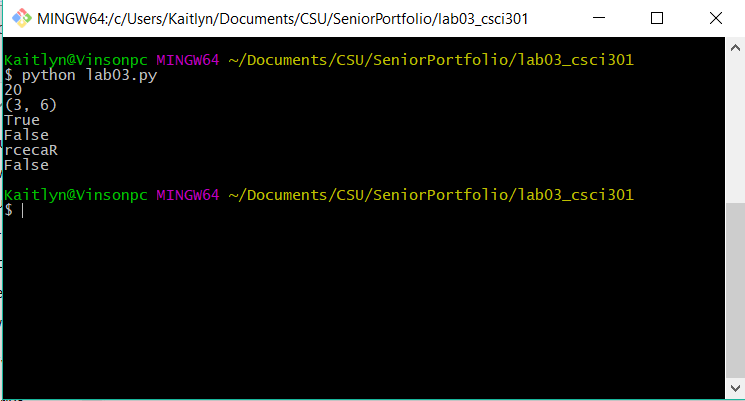 MINGW64:/c/Users/Kaitlyn/Documents/CSU/SeniorPortfolio/lab03_csci301
Kaitlyn@Vinsonpc MINGW64 ~/Documents/CSU/SeniorPortfolio/lab03_csci301
$ python lab03.py
20
(3, 6)
True
False
rcecaR
False
Kaitlyn@Vinsonpc MINGW64 ~/Documents/CSU/SeniorPortfolio/lab03_csci301
$